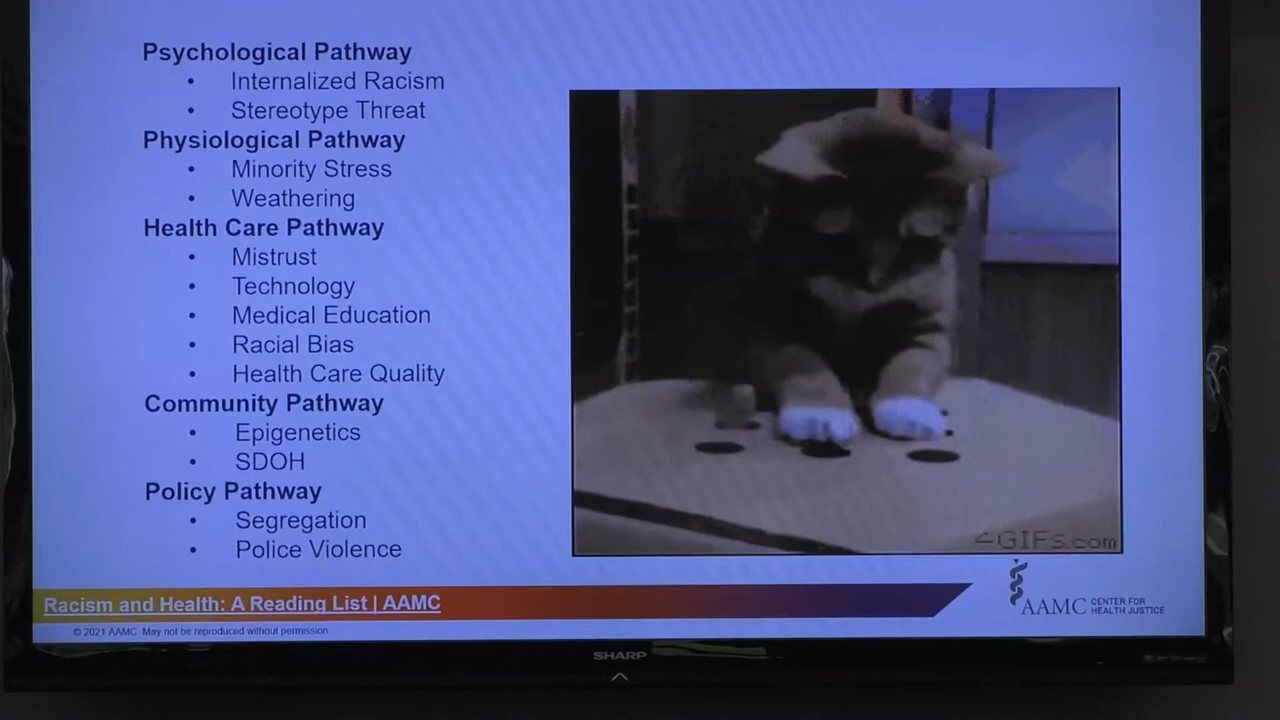 Psychological Pathway
• Internalized Racism
• Stereotype Threat
Physiological Pathway
• Minority Stress
• Weathering
Health Care Pathway
• Mistrust
• Technology
• Medical Education
• Racial Bias
• Health Care Quality
Community Pathway
• Epigenetics
• SDOH
Policy Pathway
• Segregation
• Police Violence
4GIFs.com
Racism and Health: A Reading List | AAMC
AAMC CENTER FOR
HEALTH JUSTICE
© 2021 AAMC May not be reproduced without permission
SHARP